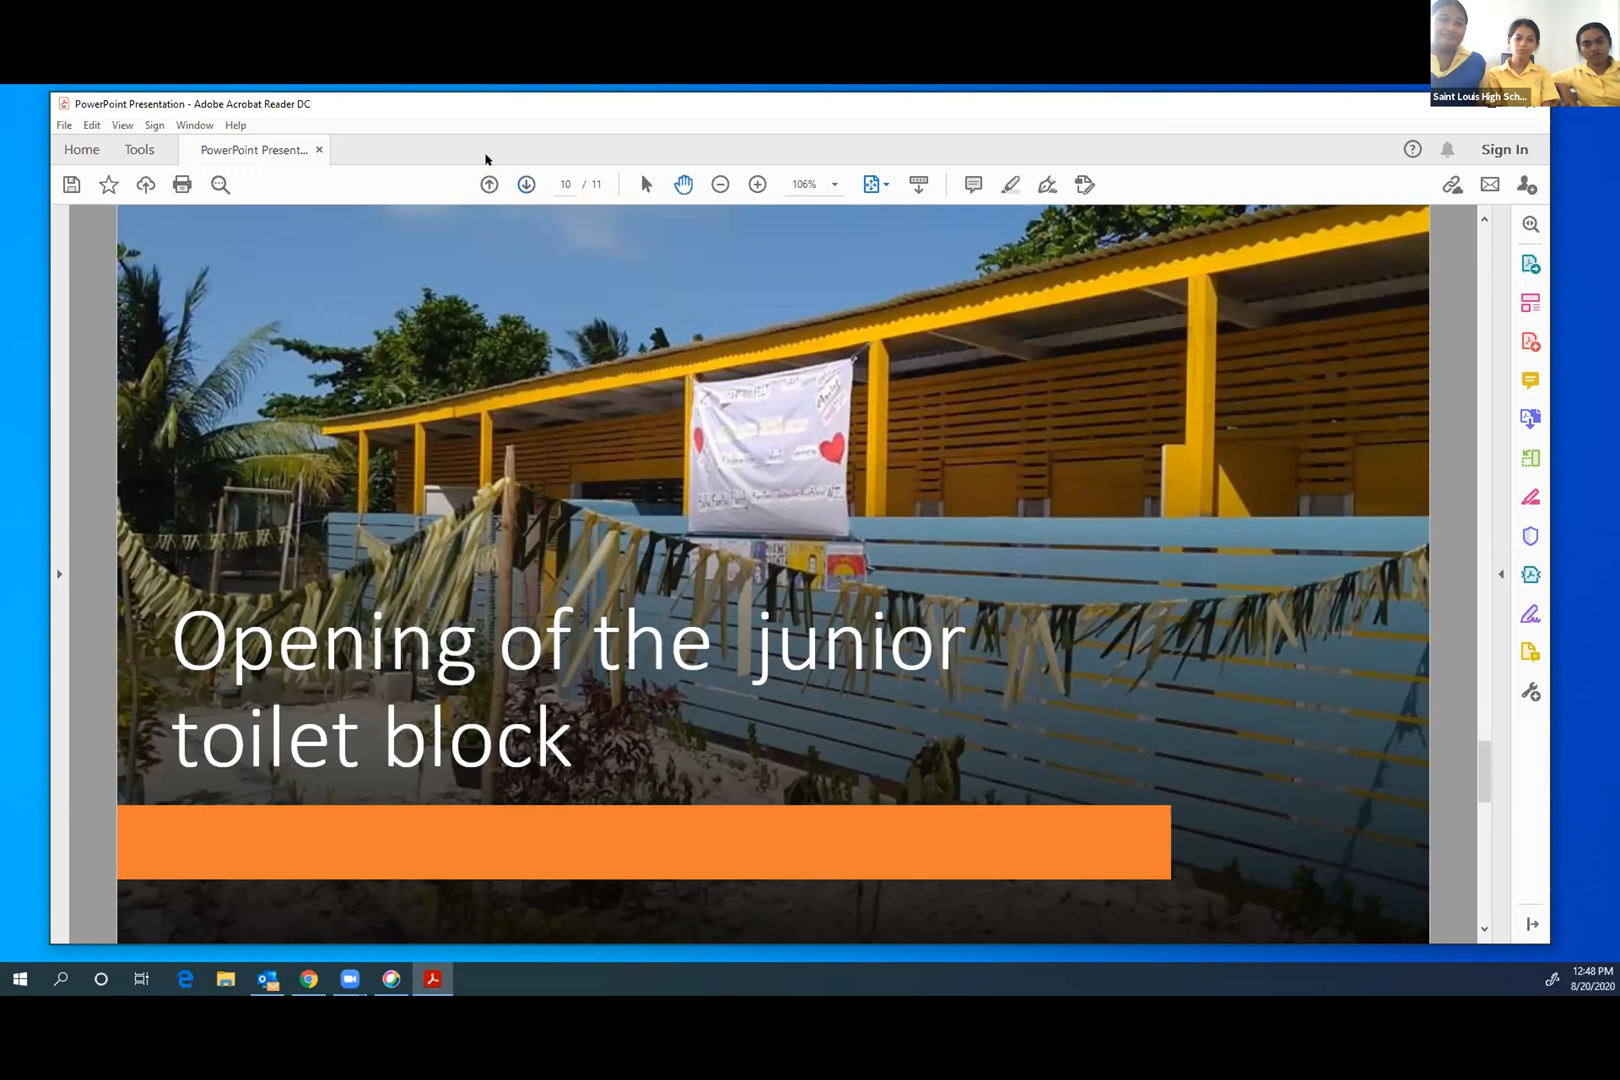 Saint Louis High Sch...
PowerPoint Presentation - Adobe Acrobat Reader DC
File Edit View Sign Window Help
Home Tools PowerPoint Present... × Sign In
10 / 11 106%
Opening of the junior
toilet block
12:48 PM
8/20/2020